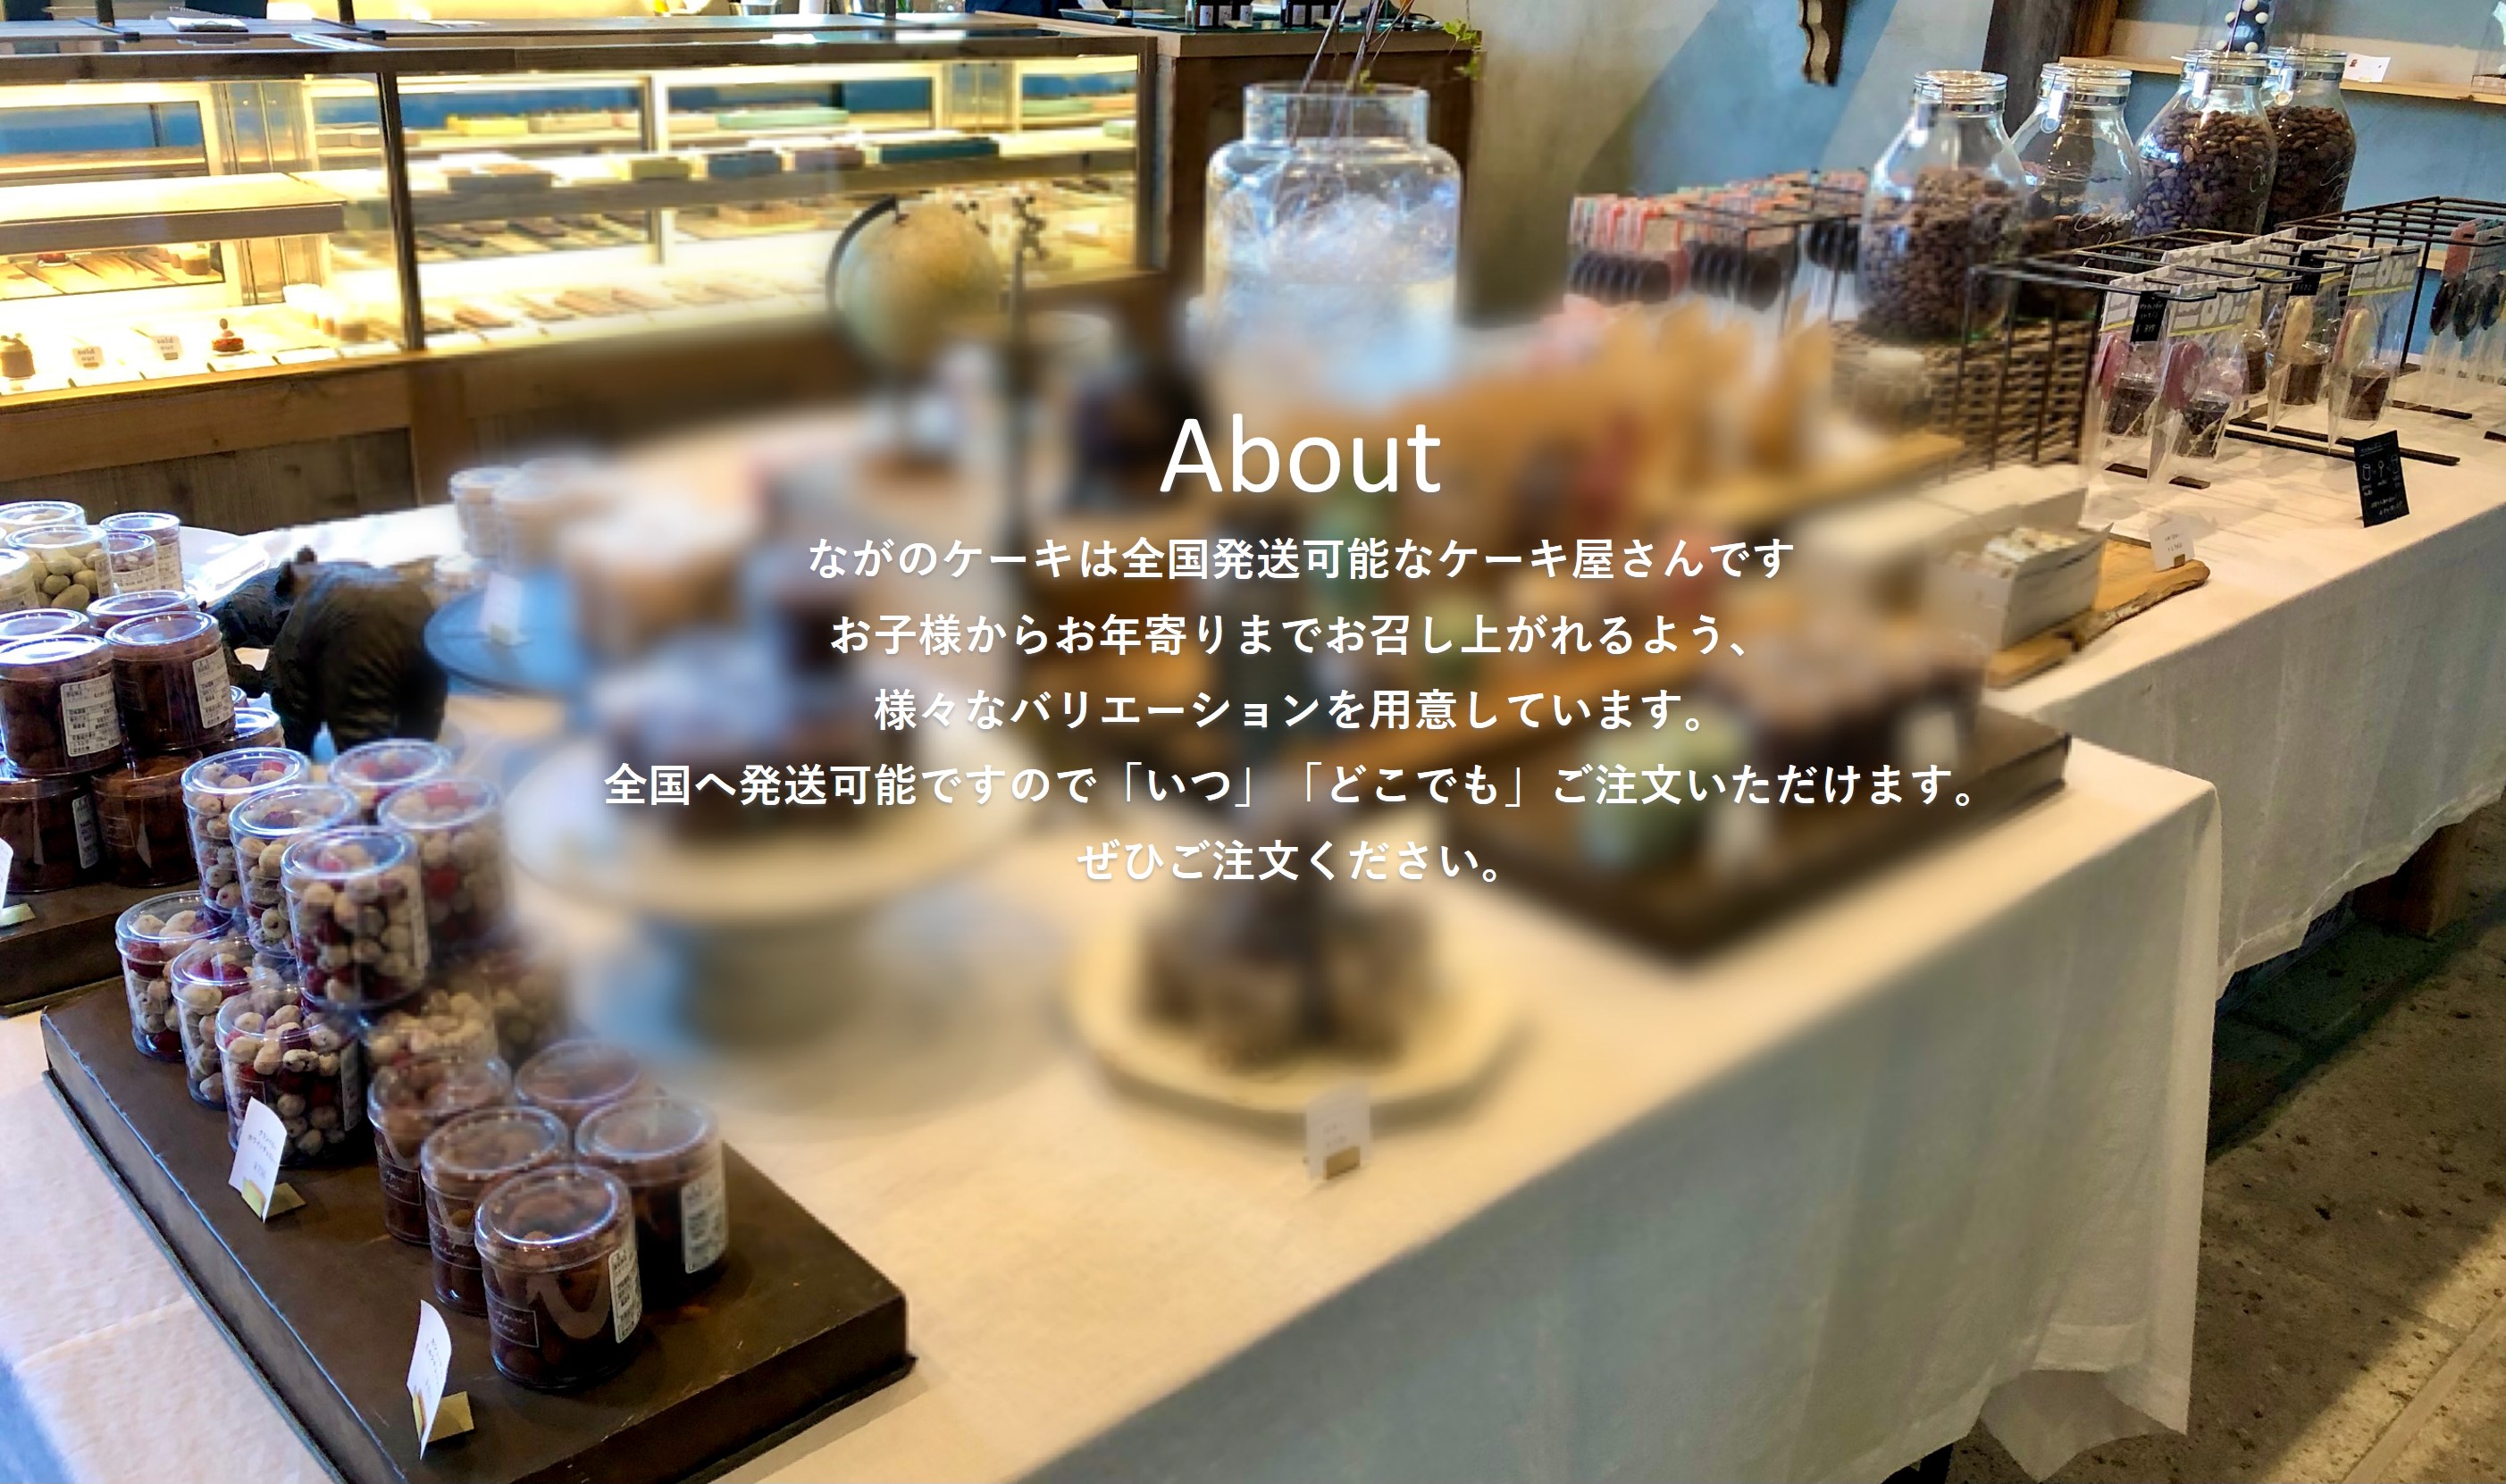 About
ながのケーキは全国発送可能なケーキ屋さんです
お子様からお年寄りまでお召し上がれるよう、
様々なバリエーションを用意しています。
全国へ発送可能ですので「いつ」「どこでも」ご注文いただけます。
ぜひご注文ください。